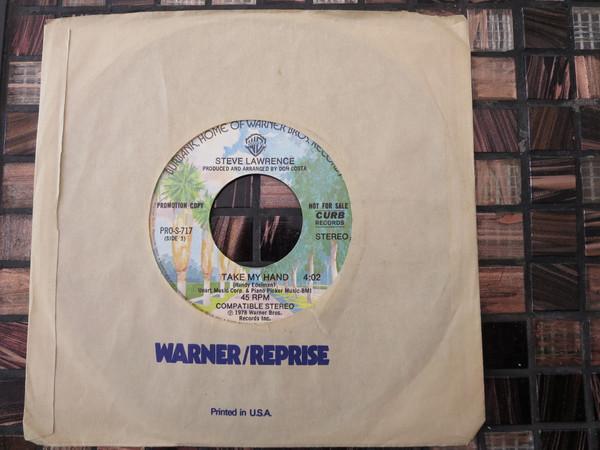 BURBANK, HOME OF WARNER BROS. RECORDS
STEVE LAWRENCE
PRODUCED AND ARRANGED BY DON COSTA
PROMOTION COPY
NOT FOR SALE
CURB
RECORDS
PRO-S-717
(SIDE 1)
STEREO
TAKE MY HAND 4:02
(Randy Edelman)
Unart Music Corp. & Piano Picker Music-BMI
45 RPM
COMPATIBLE STEREO
℗ 1978 Warner Bros.
Records Inc.
WARNER/REPRISE
Printed in U.S.A.